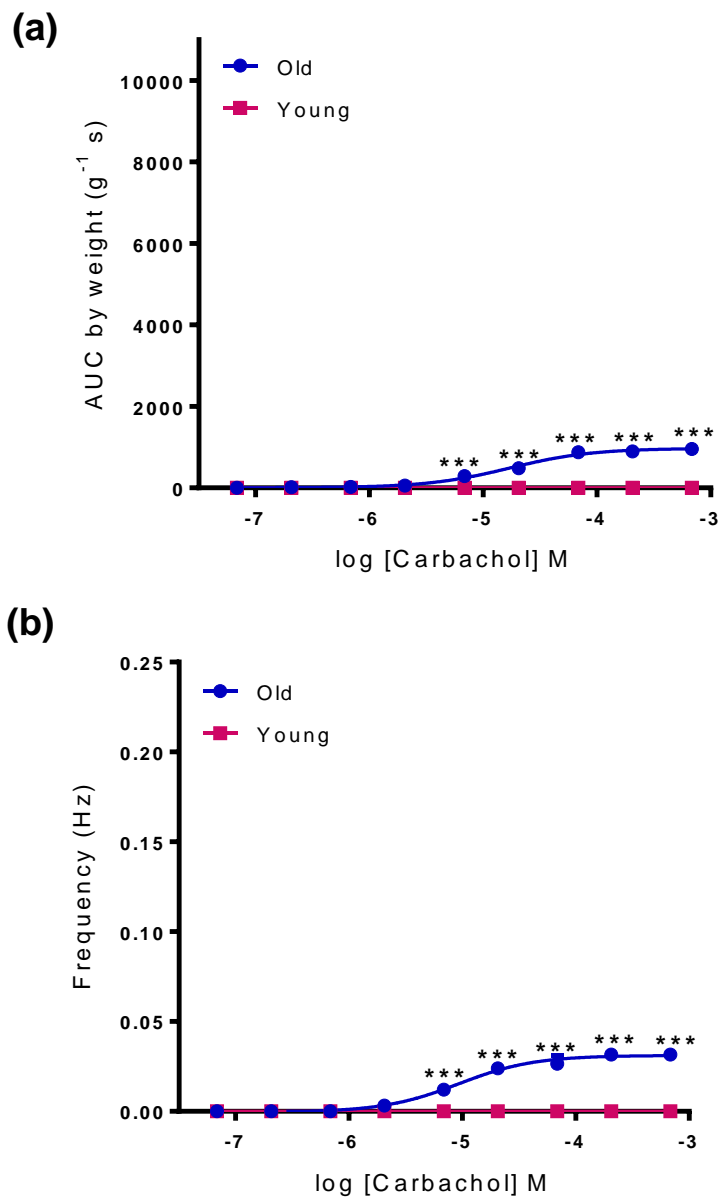 (a)
Old
Young
10000
8000
6000
4000
2000
0
AUC by weight (g⁻¹ s)
*** *** *** *** ***
-7 -6 -5 -4 -3
log [Carbachol] M
(b)
Old
Young
0.25
0.20
0.15
0.10
0.05
0.00
Frequency (Hz)
*** *** *** *** ***
-7 -6 -5 -4 -3
log [Carbachol] M